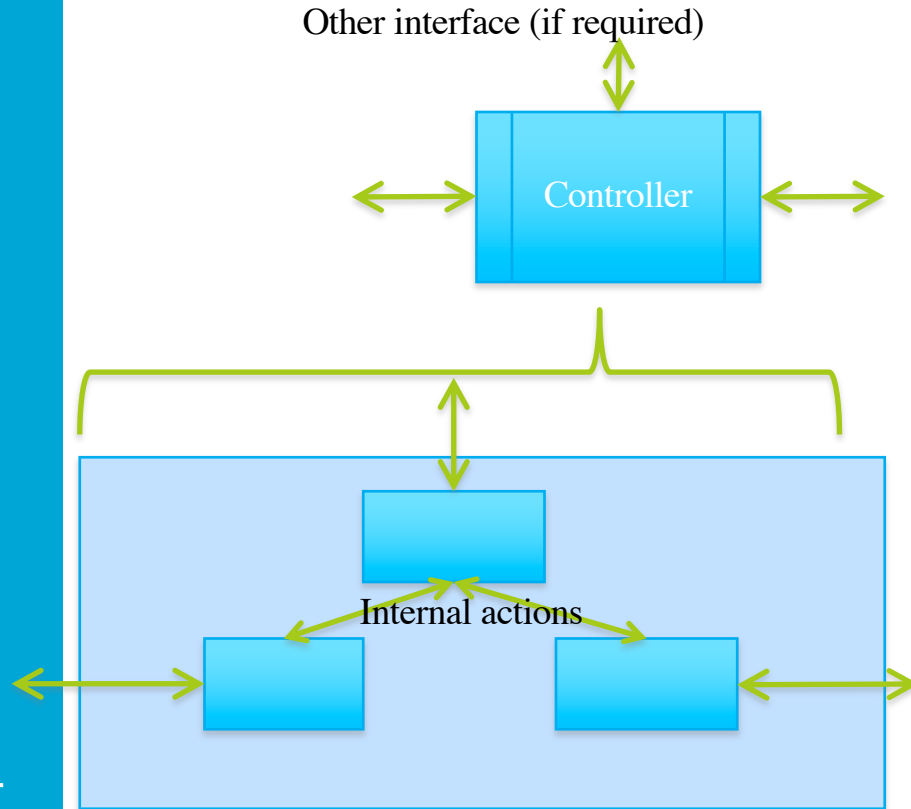 Other interface (if required)
Controller
Internal actions